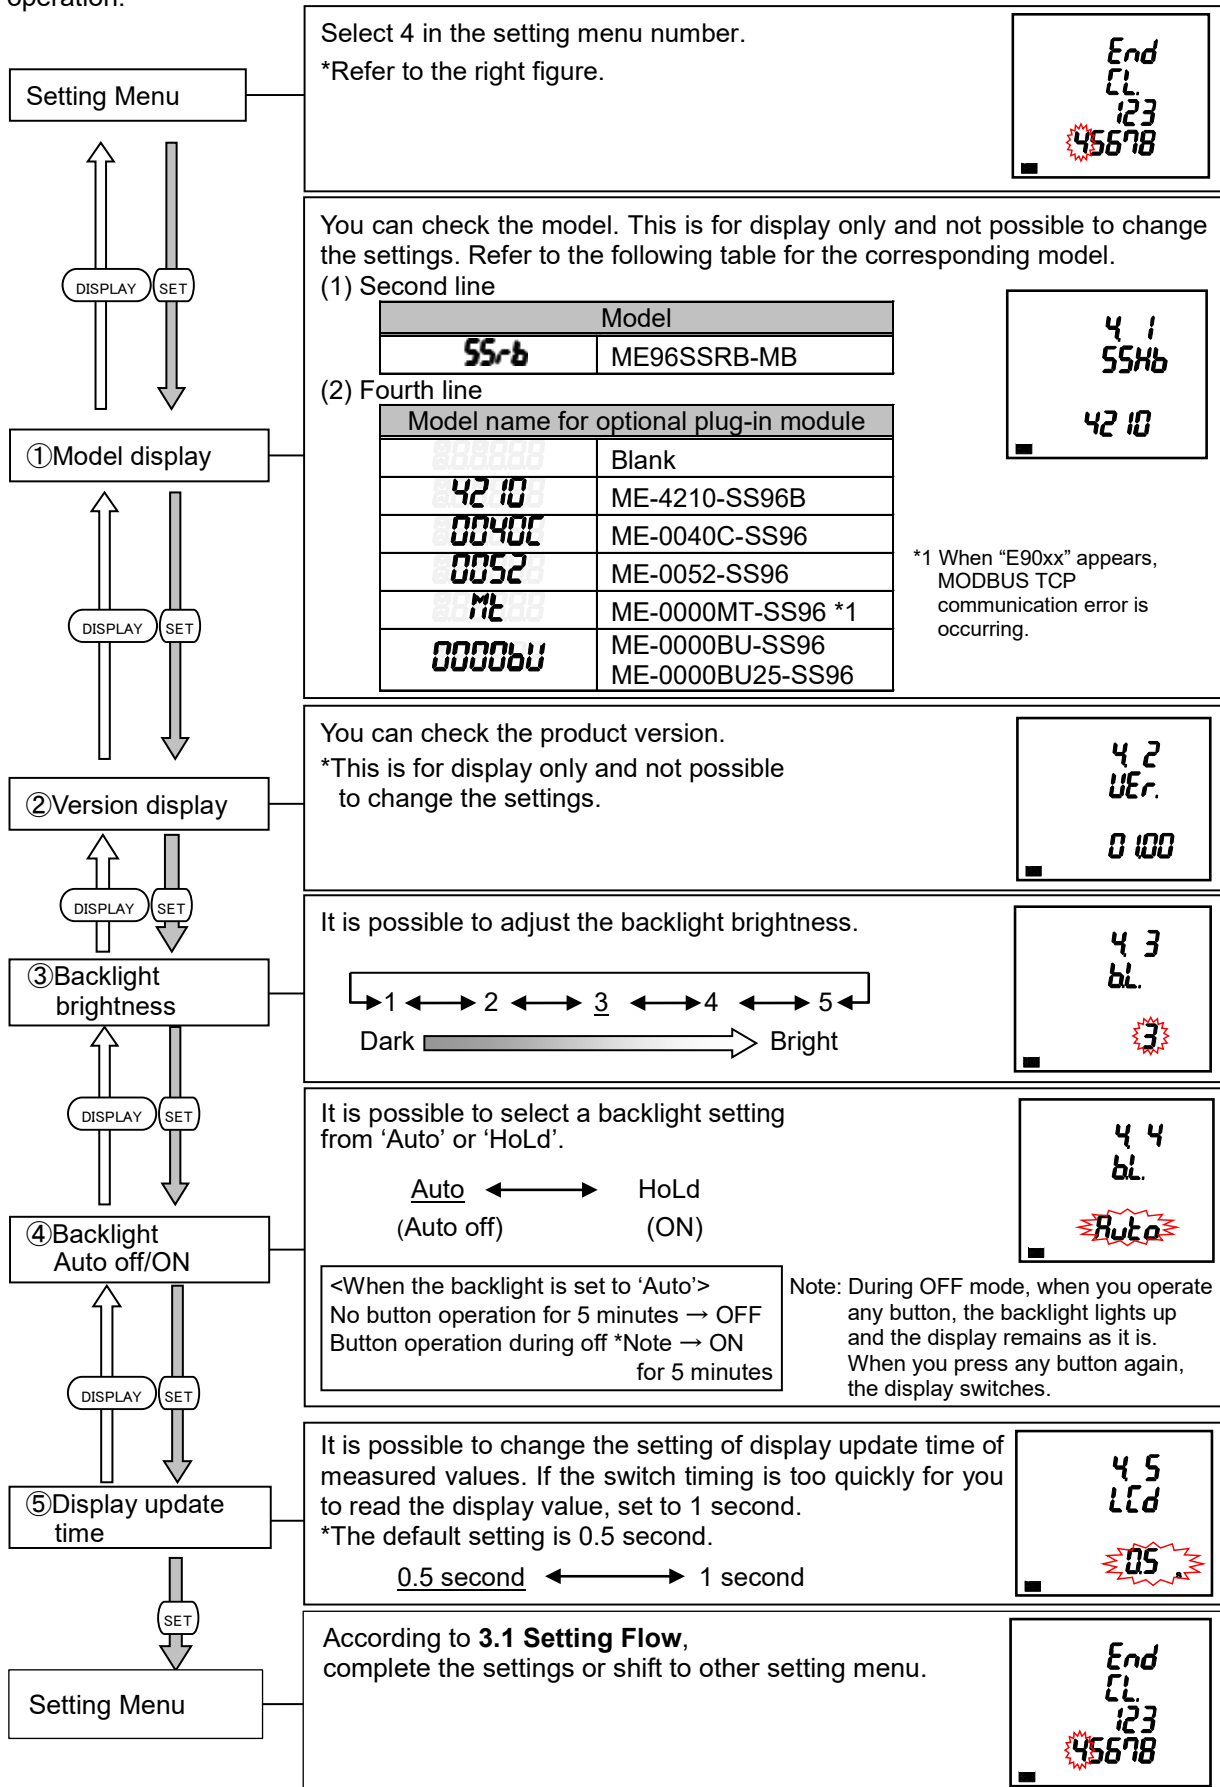 operation.
Select 4 in the setting menu number.
*Refer to the right figure.
Setting Menu
End
CL.
123
45678
You can check the model. This is for display only and not possible to change
the settings. Refer to the following table for the corresponding model.
(1) Second line
Model
SSrb ME96SSRB-MB
(2) Fourth line
Model name for optional plug-in module
Blank
4210 ME-4210-SS96B
0040C ME-0040C-SS96
0052 ME-0052-SS96
Mt ME-0000MT-SS96 *1
0000bU ME-0000BU-SS96
ME-0000BU25-SS96
*1 When “E90xx” appears,
MODBUS TCP
communication error is
occurring.
4. 1
SSHb
4210
DISPLAY SET
①Model display
DISPLAY SET
You can check the product version.
*This is for display only and not possible
to change the settings.
②Version display
4. 2
VEr.
01.00
DISPLAY SET
It is possible to adjust the backlight brightness.
③Backlight
brightness
1 2 3 4 5
Dark Bright
4. 3
b.L.
3
DISPLAY SET
It is possible to select a backlight setting
from ‘Auto’ or ‘HoLd’.
Auto HoLd
(Auto off) (ON)
④Backlight
Auto off/ON
<When the backlight is set to ‘Auto’>
No button operation for 5 minutes → OFF
Button operation during off *Note → ON
for 5 minutes
Note: During OFF mode, when you operate
any button, the backlight lights up
and the display remains as it is.
When you press any button again,
the display switches.
4. 4
b.L.
Auto
DISPLAY SET
It is possible to change the setting of display update time of
measured values. If the switch timing is too quickly for you
to read the display value, set to 1 second.
*The default setting is 0.5 second.
0.5 second 1 second
⑤Display update
time
4. 5
LCd
0.5 s
SET
According to 3.1 Setting Flow,
complete the settings or shift to other setting menu.
Setting Menu
End
CL.
123
45678